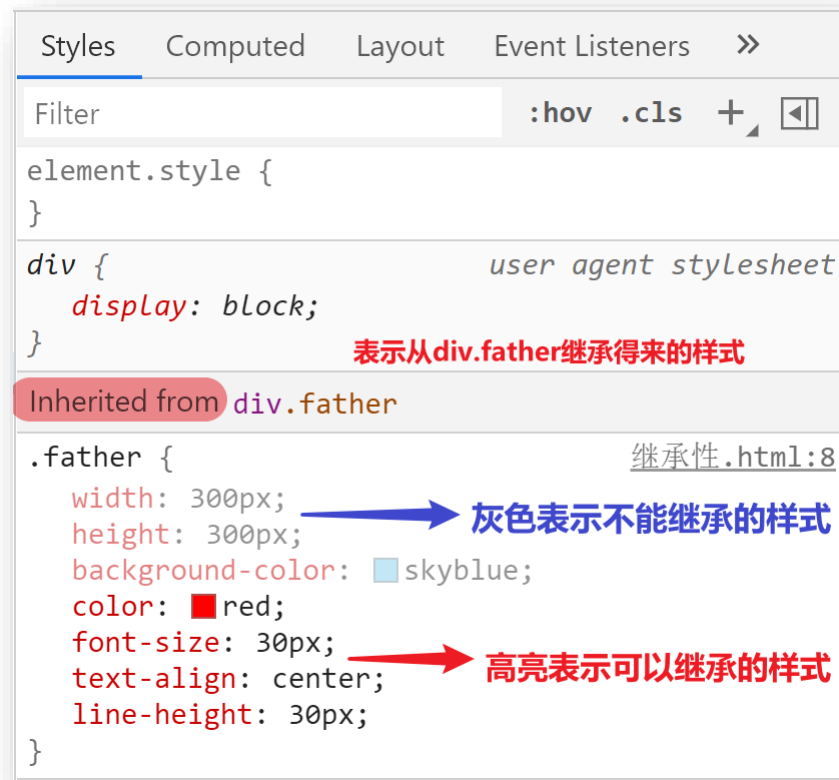 Styles Computed Layout Event Listeners »
Filter :hov .cls +
element.style {
}
div { user agent stylesheet
display: block;
}
表示从div.father继承得来的样式
Inherited from div.father
.father { 继承性.html:8
width: 300px;
height: 300px;
灰色表示不能继承的样式
background-color: skyblue;
color: red;
font-size: 30px;
高亮表示可以继承的样式
text-align: center;
line-height: 30px;
}